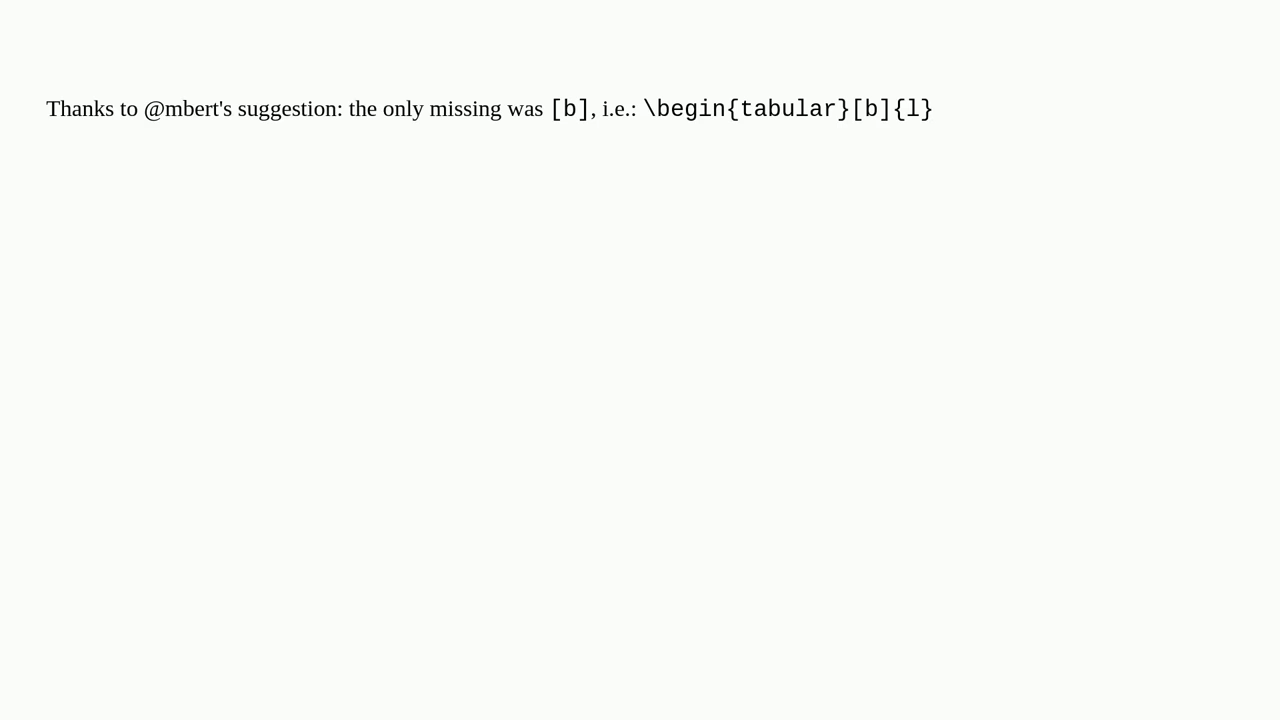 Thanks to @mbert's suggestion: the only missing was [b], i.e.: \begin{tabular}[b]{l}